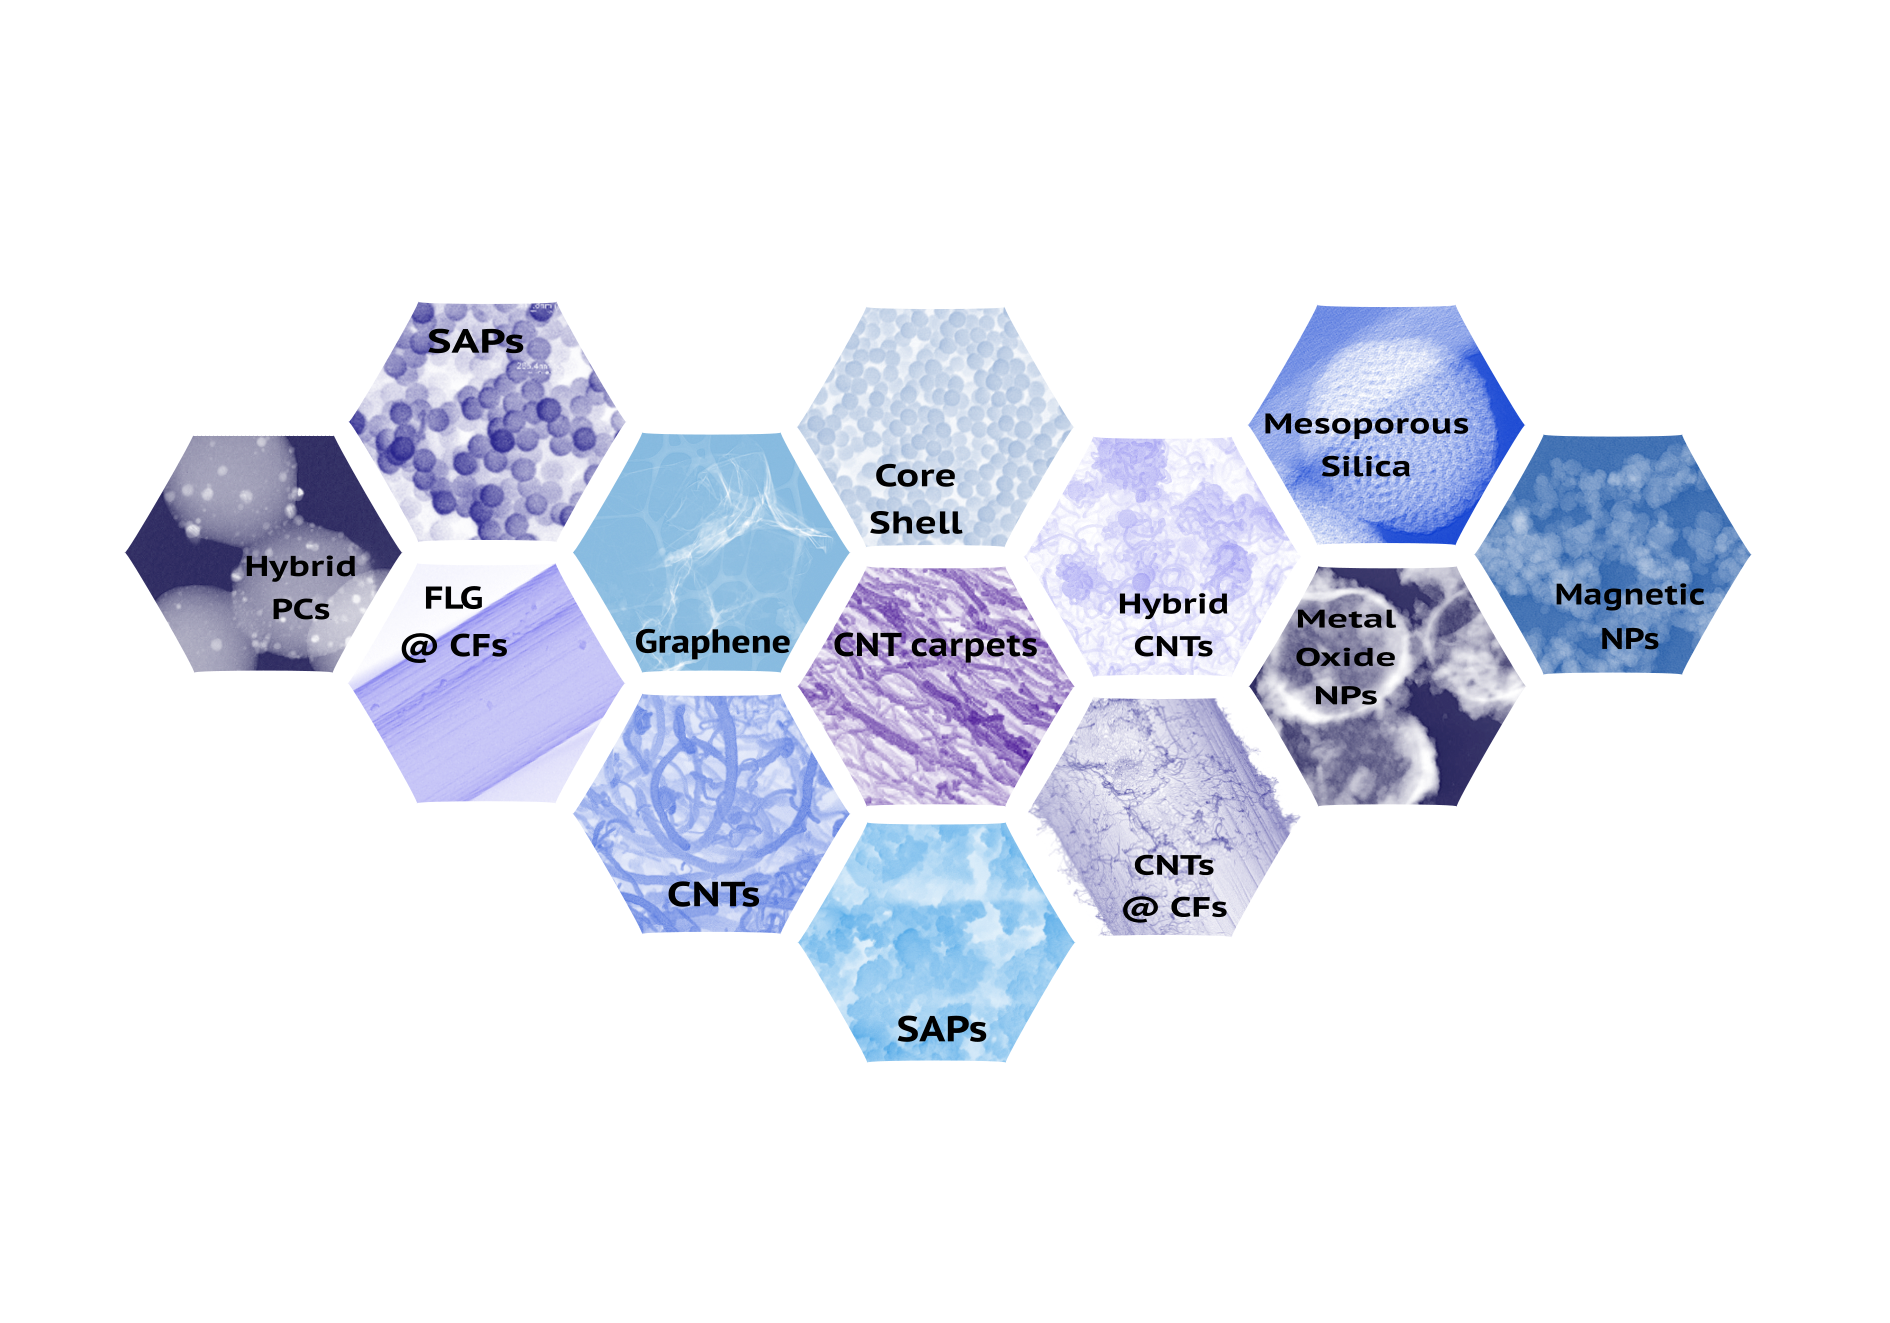 SAPs
Hybrid
PCs
FLG
@ CFs
Graphene
CNTs
Core
Shell
CNT carpets
SAPs
Hybrid
CNTs
CNTs
@ CFs
Mesoporous
Silica
Metal
Oxide
NPs
Magnetic
NPs